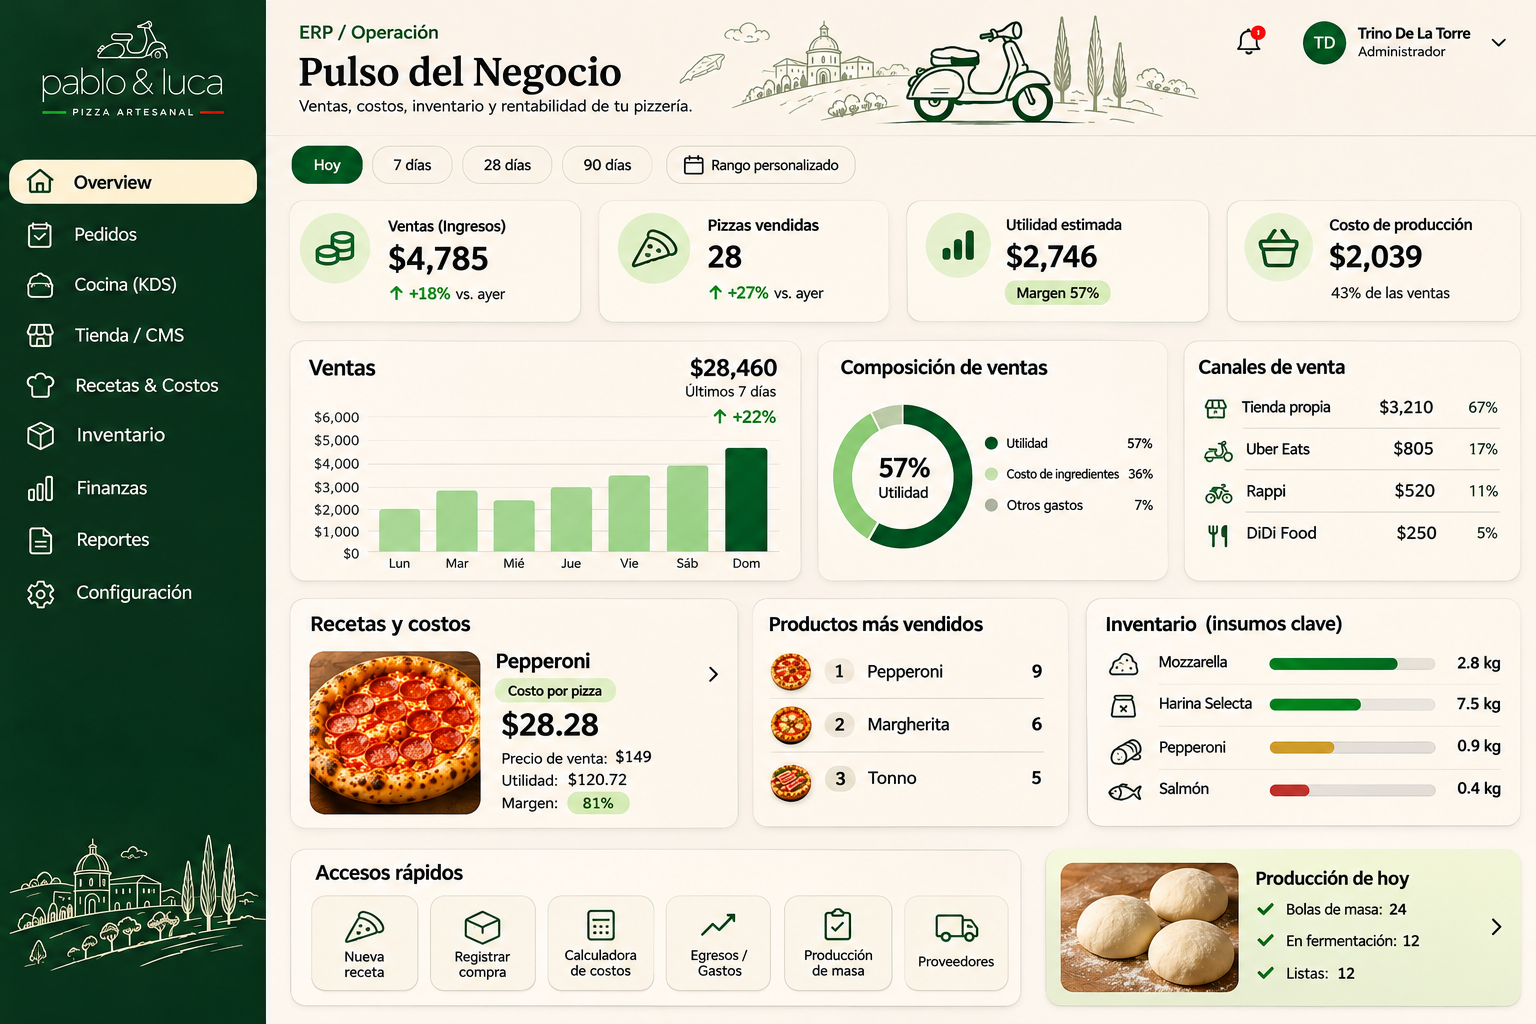 pablo & luca
PIZZA ARTESANAL
Overview
Pedidos
Cocina (KDS)
Tienda / CMS
Recetas & Costos
Inventario
Finanzas
Reportes
Configuración
ERP / Operación
Pulso del Negocio
Ventas, costos, inventario y rentabilidad de tu pizzería.
1
TD
Trino De La Torre
Administrador
Hoy
7 días
28 días
90 días
Rango personalizado
Ventas (Ingresos)
$4,785
+18% vs. ayer
Pizzas vendidas
28
+27% vs. ayer
Utilidad estimada
$2,746
Margen 57%
Costo de producción
$2,039
43% de las ventas
Ventas
$28,460
Últimos 7 días
+22%
$6,000
$5,000
$4,000
$3,000
$2,000
$1,000
$0
Lun Mar Mié Jue Vie Sáb Dom
Composición de ventas
57%
Utilidad
Utilidad 57%
Costo de ingredientes 36%
Otros gastos 7%
Canales de venta
Tienda propia $3,210 67%
Uber Eats $805 17%
Rappi $520 11%
DiDi Food $250 5%
Recetas y costos
Pepperoni
Costo por pizza
$28.28
Precio de venta: $149
Utilidad: $120.72
Margen: 81%
Productos más vendidos
1 Pepperoni 9
2 Margherita 6
3 Tonno 5
Inventario (insumos clave)
Mozzarella 2.8 kg
Harina Selecta 7.5 kg
Pepperoni 0.9 kg
Salmón 0.4 kg
Accesos rápidos
Nueva
receta
Registrar
compra
Calculadora
de costos
Egresos /
Gastos
Producción
de masa
Proveedores
Producción de hoy
Bolas de masa: 24
En fermentación: 12
Listas: 12